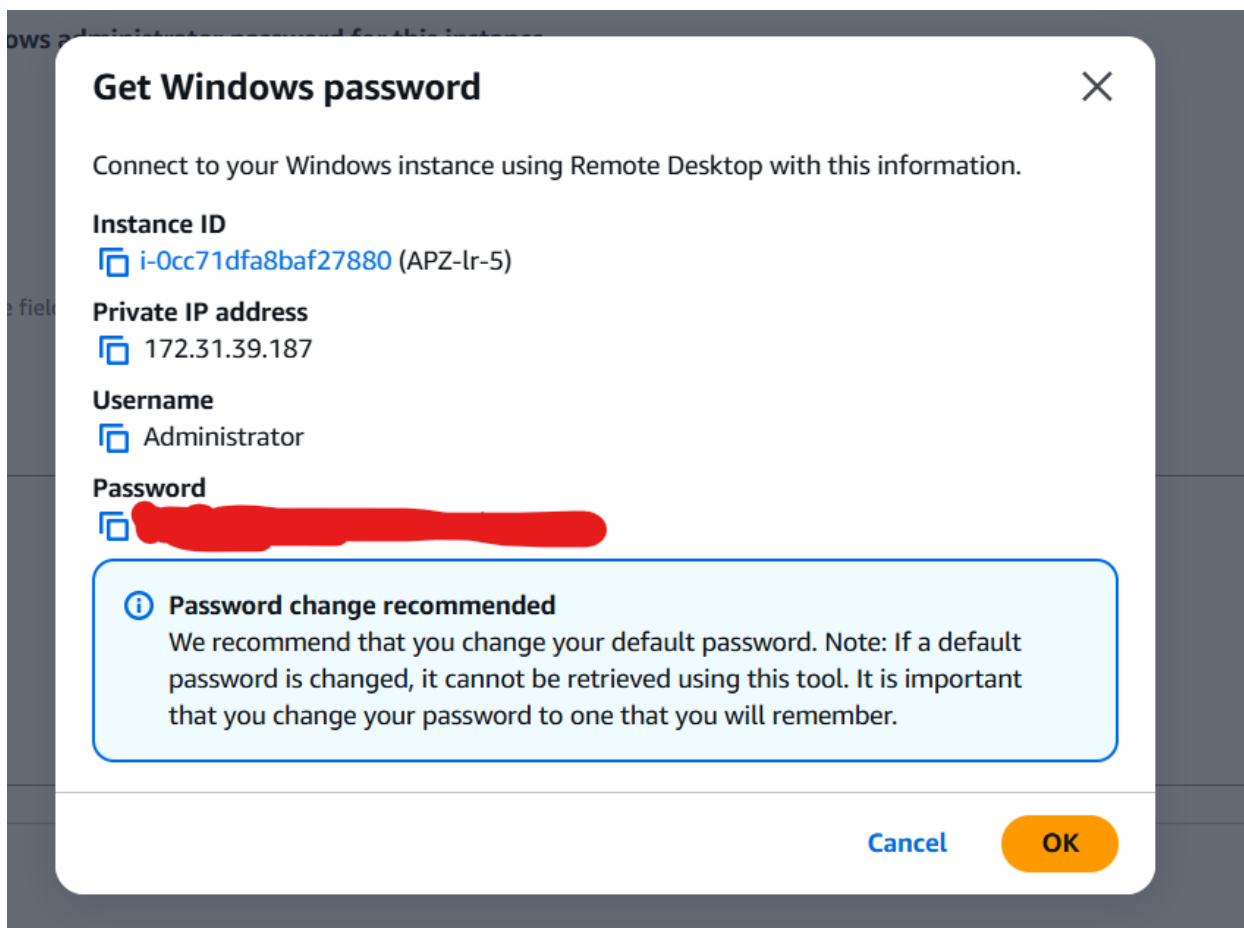 Get Windows password
Connect to your Windows instance using Remote Desktop with this information.
Instance ID
i-0cc71dfa8baf27880 (APZ-lr-5)
Private IP address
172.31.39.187
Username
Administrator
Password
Password change recommended
We recommend that you change your default password. Note: If a default
password is changed, it cannot be retrieved using this tool. It is important
that you change your password to one that you will remember.
Cancel
OK